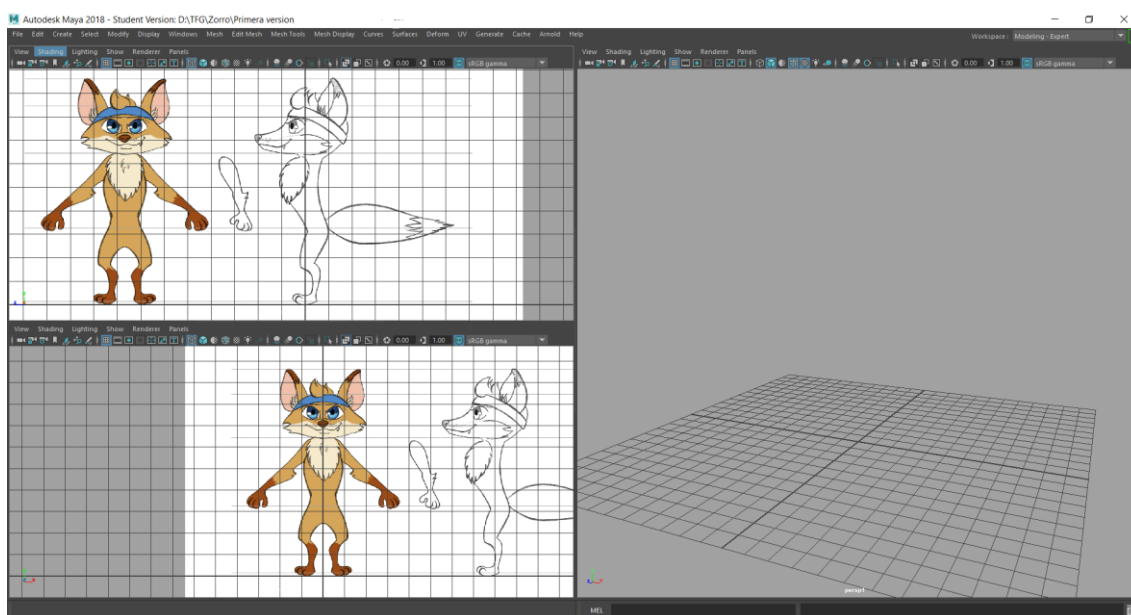 Autodesk Maya 2018 - Student Version: D:\TFG\Zorro\Primera version
File Edit Create Select Modify Display Windows Mesh Edit Mesh Mesh Tools Mesh Display Curves Surfaces Deform UV Generate Cache Arnold Help
Workspace: Modeling - Expert
View Shading Lighting Show Renderer Panels
0.00 1.00 sRGB gamma
View Shading Lighting Show Renderer Panels
0.00 1.00 sRGB gamma
View Shading Lighting Show Renderer Panels
0.00 1.00 sRGB gamma
persp1
MEL